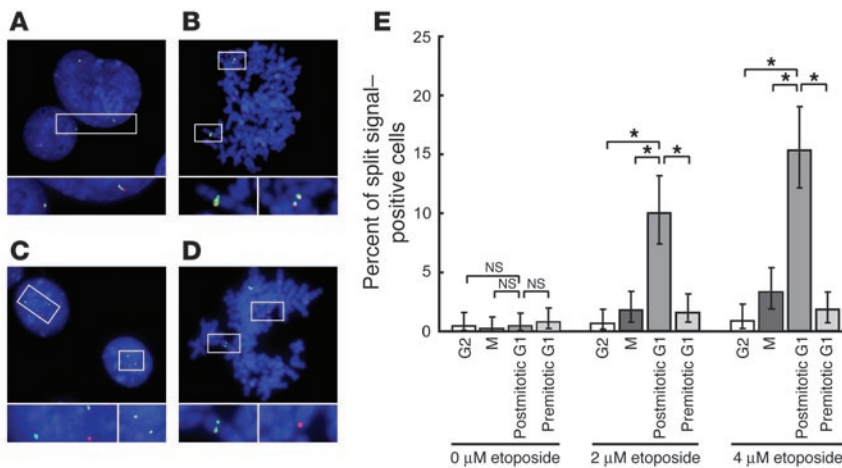 A
B
C
D
E
Percent of split signal–
positive cells
25
20
15
10
5
0
NS
NS
NS
*
*
*
*
*
*
G2
M
Postmitotic G1
Premitotic G1
G2
M
Postmitotic G1
Premitotic G1
G2
M
Postmitotic G1
Premitotic G1
0 μM etoposide
2 μM etoposide
4 μM etoposide